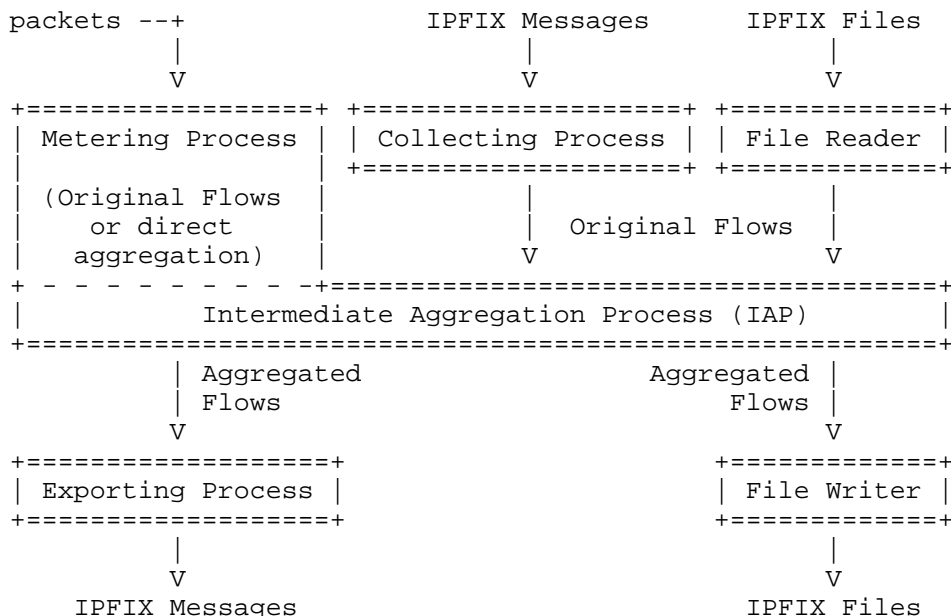 packets --+                     IPFIX Messages      IPFIX Files
          |                     |                  |
          V                     V                  V
+==================+ +====================+ +=============+
| Metering Process | | Collecting Process | | File Reader |
|                  | +====================+ +=============+
| (Original Flows  |            |                  |
|    or direct     |            |  Original Flows  |
|   aggregation)   |            V                  V
+ - - - - - - - - -+======================================+
|           Intermediate Aggregation Process (IAP)        |
+=========================================================+
          | Aggregated                  Aggregated |
          | Flows                            Flows |
          V                                        V
+===================+                       +=============+
| Exporting Process |                       | File Writer |
+===================+                       +=============+
          |                                        |
          V                                        V
    IPFIX Messages                            IPFIX Files